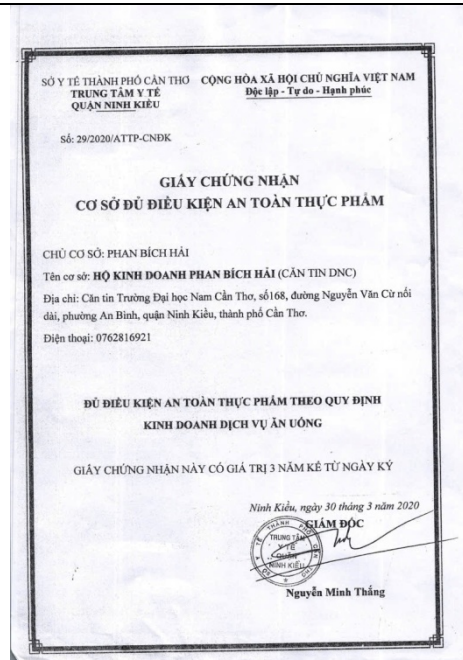 SỞ Y TẾ THÀNH PHỐ CẦN THƠ
TRUNG TÂM Y TẾ
QUẬN NINH KIỀU
CỘNG HÒA XÃ HỘI CHỦ NGHĨA VIỆT NAM
Độc lập - Tự do - Hạnh phúc
Số: 29/2020/ATTP-CNĐK
GIẤY CHỨNG NHẬN
CƠ SỞ ĐỦ ĐIỀU KIỆN AN TOÀN THỰC PHẨM
CHỦ CƠ SỞ: PHAN BÍCH HẢI
Tên cơ sở: HỘ KINH DOANH PHAN BÍCH HẢI (CĂN TIN DNC)
Địa chỉ: Căn tin Trường Đại học Nam Cần Thơ, số168, đường Nguyễn Văn Cừ nối
dài, phường An Bình, quận Ninh Kiều, thành phố Cần Thơ.
Điện thoại: 0762816921
ĐỦ ĐIỀU KIỆN AN TOÀN THỰC PHẨM THEO QUY ĐỊNH
KINH DOANH DỊCH VỤ ĂN UỐNG
GIẤY CHỨNG NHẬN NÀY CÓ GIÁ TRỊ 3 NĂM KỂ TỪ NGÀY KÝ
Ninh Kiều, ngày 30 tháng 3 năm 2020
GIÁM ĐỐC
TRUNG TÂM
Y TẾ
QUẬN
NINH KIỀU
Nguyễn Minh Thắng